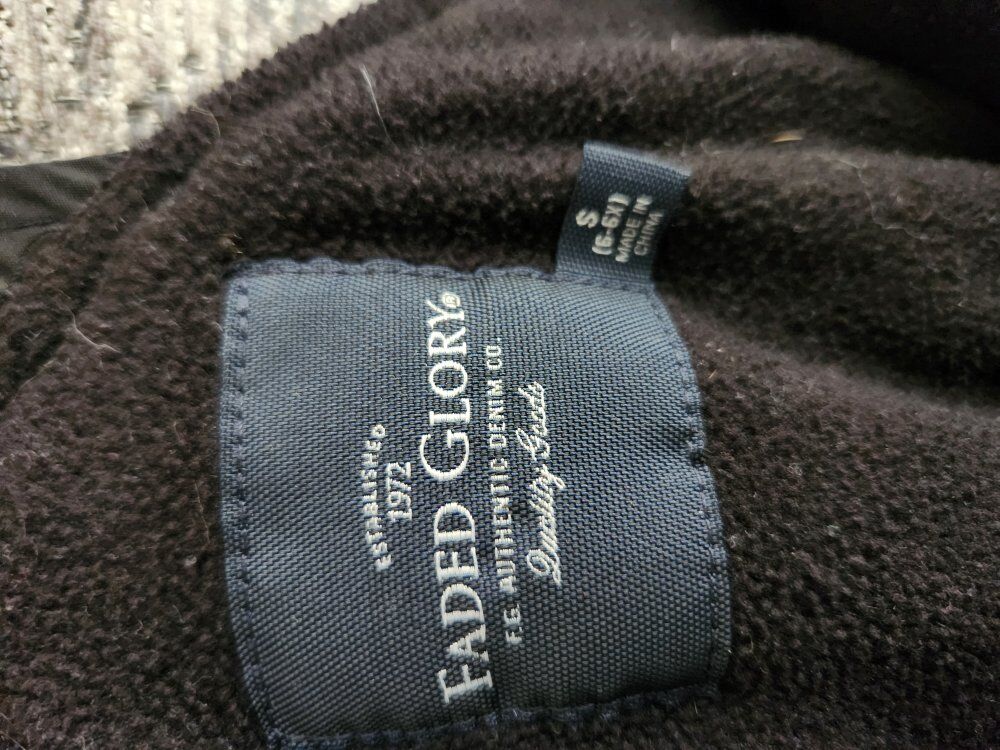 S
(6-6X)
MADE IN
CHINA
ESTABLISHED
1972
FADED GLORY®
F.G. AUTHENTIC DENIM CO.
Quality Goods